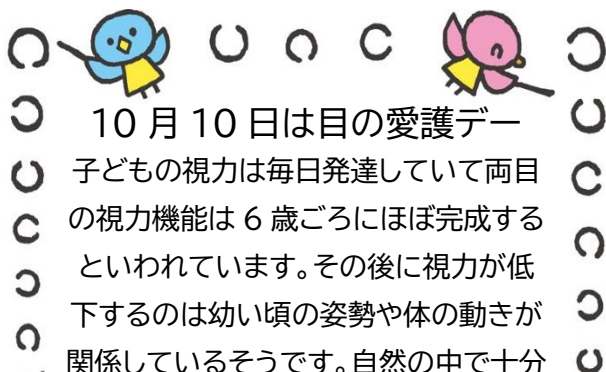 10 月 10 日は目の愛護デー
子どもの視力は毎日発達していて両目
の視力機能は 6 歳ごろにほぼ完成する
といわれています。その後に視力が低
下するのは幼い頃の姿勢や体の動きが
関係しているそうです。自然の中で十分